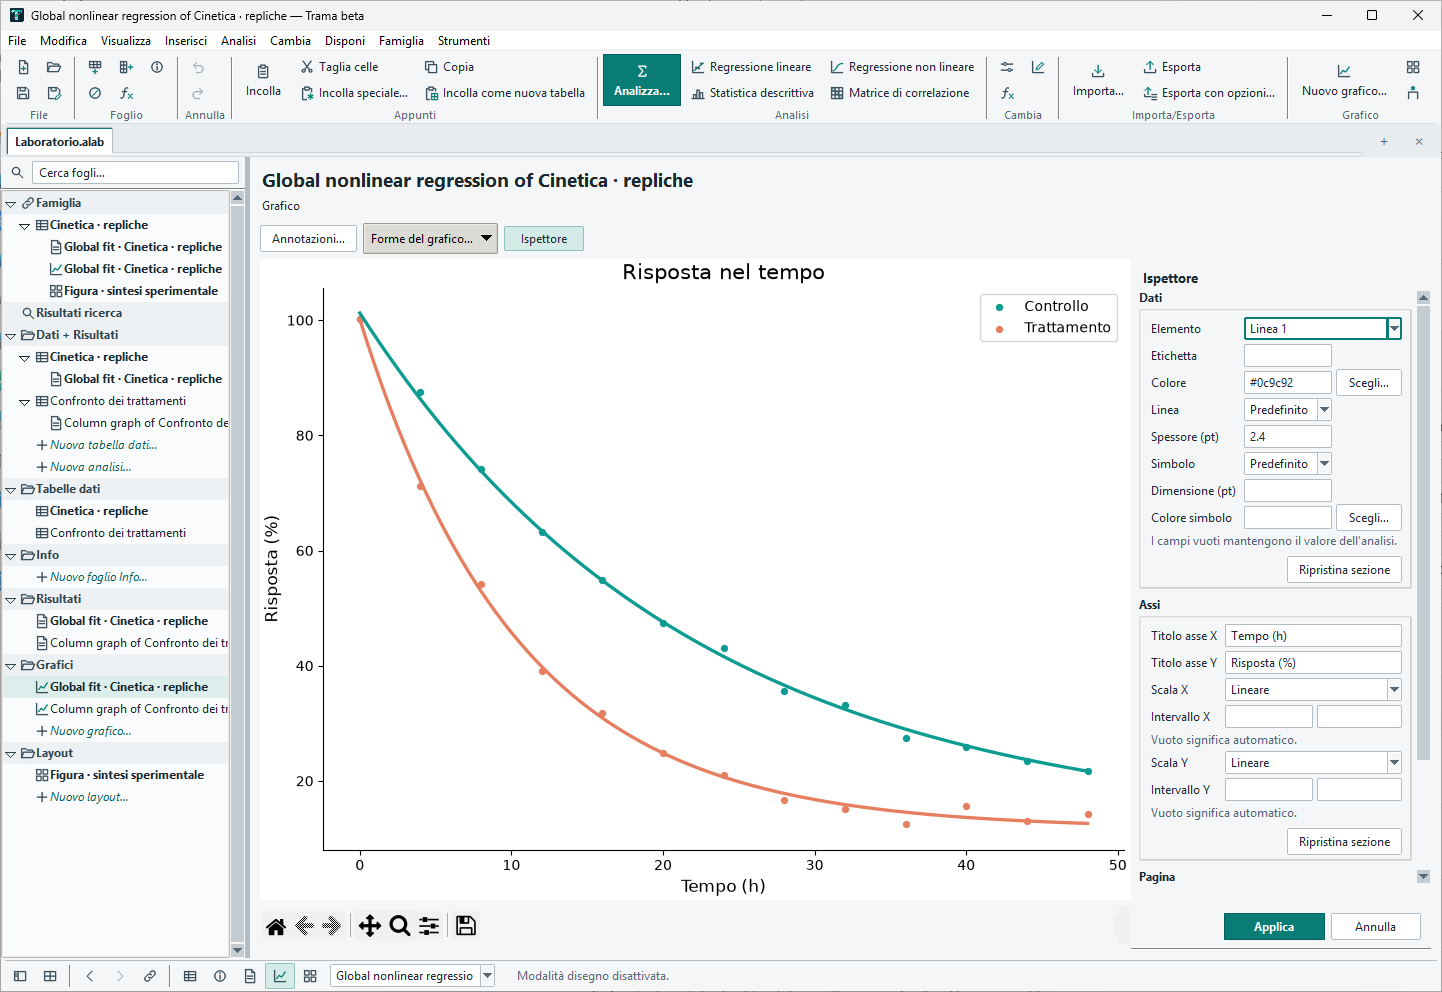 Global nonlinear regression of Cinetica · repliche — Trama beta
File Modifica Visualizza Inserisci Analisi Cambia Disponi Famiglia Strumenti
Incolla
Taglia celle
Copia
Incolla speciale...
Incolla come nuova tabella
Σ
Analizza...
Regressione lineare
Regressione non lineare
Statistica descrittiva
Matrice di correlazione
Importa...
Esporta
Esporta con opzioni...
Nuovo grafico...
File Foglio Annulla Appunti Analisi Cambia Importa/Esporta Grafico
Laboratorio.alab
Cerca fogli...
Famiglia
Cinetica · repliche
Global fit · Cinetica · repliche
Global fit · Cinetica · repliche
Figura · sintesi sperimentale
Risultati ricerca
Dati + Risultati
Cinetica · repliche
Global fit · Cinetica · repliche
Confronto dei trattamenti
Column graph of Confronto de
Nuova tabella dati...
Nuova analisi...
Tabelle dati
Cinetica · repliche
Confronto dei trattamenti
Info
Nuovo foglio Info...
Risultati
Global fit · Cinetica · repliche
Column graph of Confronto dei tr
Grafici
Global fit · Cinetica · repliche
Column graph of Confronto dei tr
Nuovo grafico...
Layout
Figura · sintesi sperimentale
Nuovo layout...
Global nonlinear regression of Cinetica · repliche
Grafico
Annotazioni... Forme del grafico... Ispettore
Risposta nel tempo
Controllo
Trattamento
Risposta (%)
100
80
60
40
20
0 10 20 30 40 50
Tempo (h)
Ispettore
Dati
Elemento Linea 1
Etichetta
Colore #0c9c92 Scegli...
Linea Predefinito
Spessore (pt) 2.4
Simbolo Predefinito
Dimensione (pt)
Colore simbolo Scegli...
I campi vuoti mantengono il valore dell'analisi.
Ripristina sezione
Assi
Titolo asse X Tempo (h)
Titolo asse Y Risposta (%)
Scala X Lineare
Intervallo X
Vuoto significa automatico.
Scala Y Lineare
Intervallo Y
Vuoto significa automatico.
Ripristina sezione
Pagina
Applica Annulla
Global nonlinear regressio
Modalità disegno disattivata.